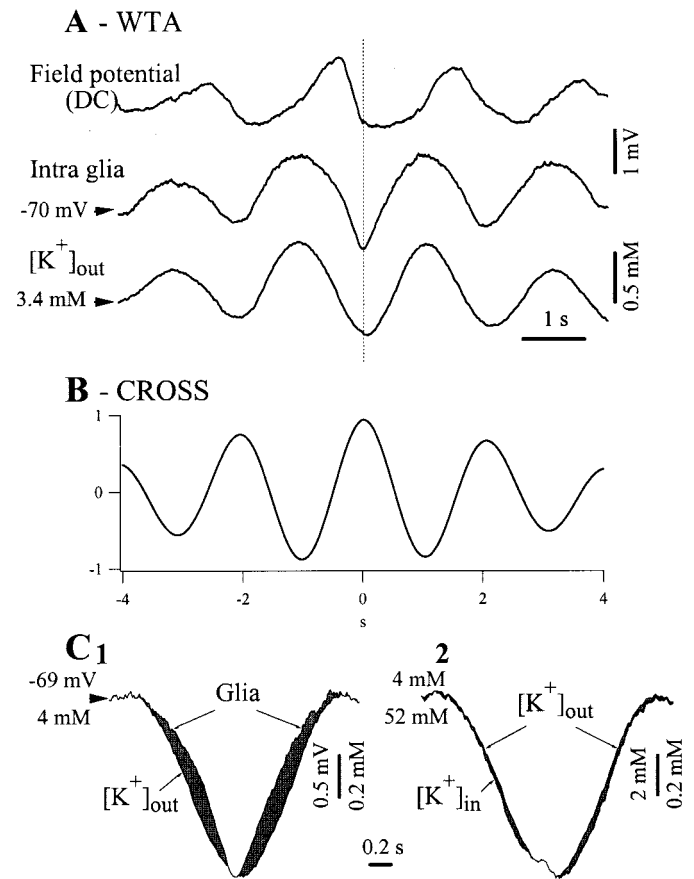 A - WTA
Field potential
(DC)
1 mV
Intra glia
-70 mV
[K⁺]out
3.4 mM
0.5 mM
1 s
B - CROSS
1
0
-1
-4 -2 0 2 4
s
C1
-69 mV
4 mM
Glia
[K⁺]out
0.5 mV
0.2 mM
0.2 s
2
4 mM
52 mM
[K⁺]out
[K⁺]in
2 mM
0.2 mM